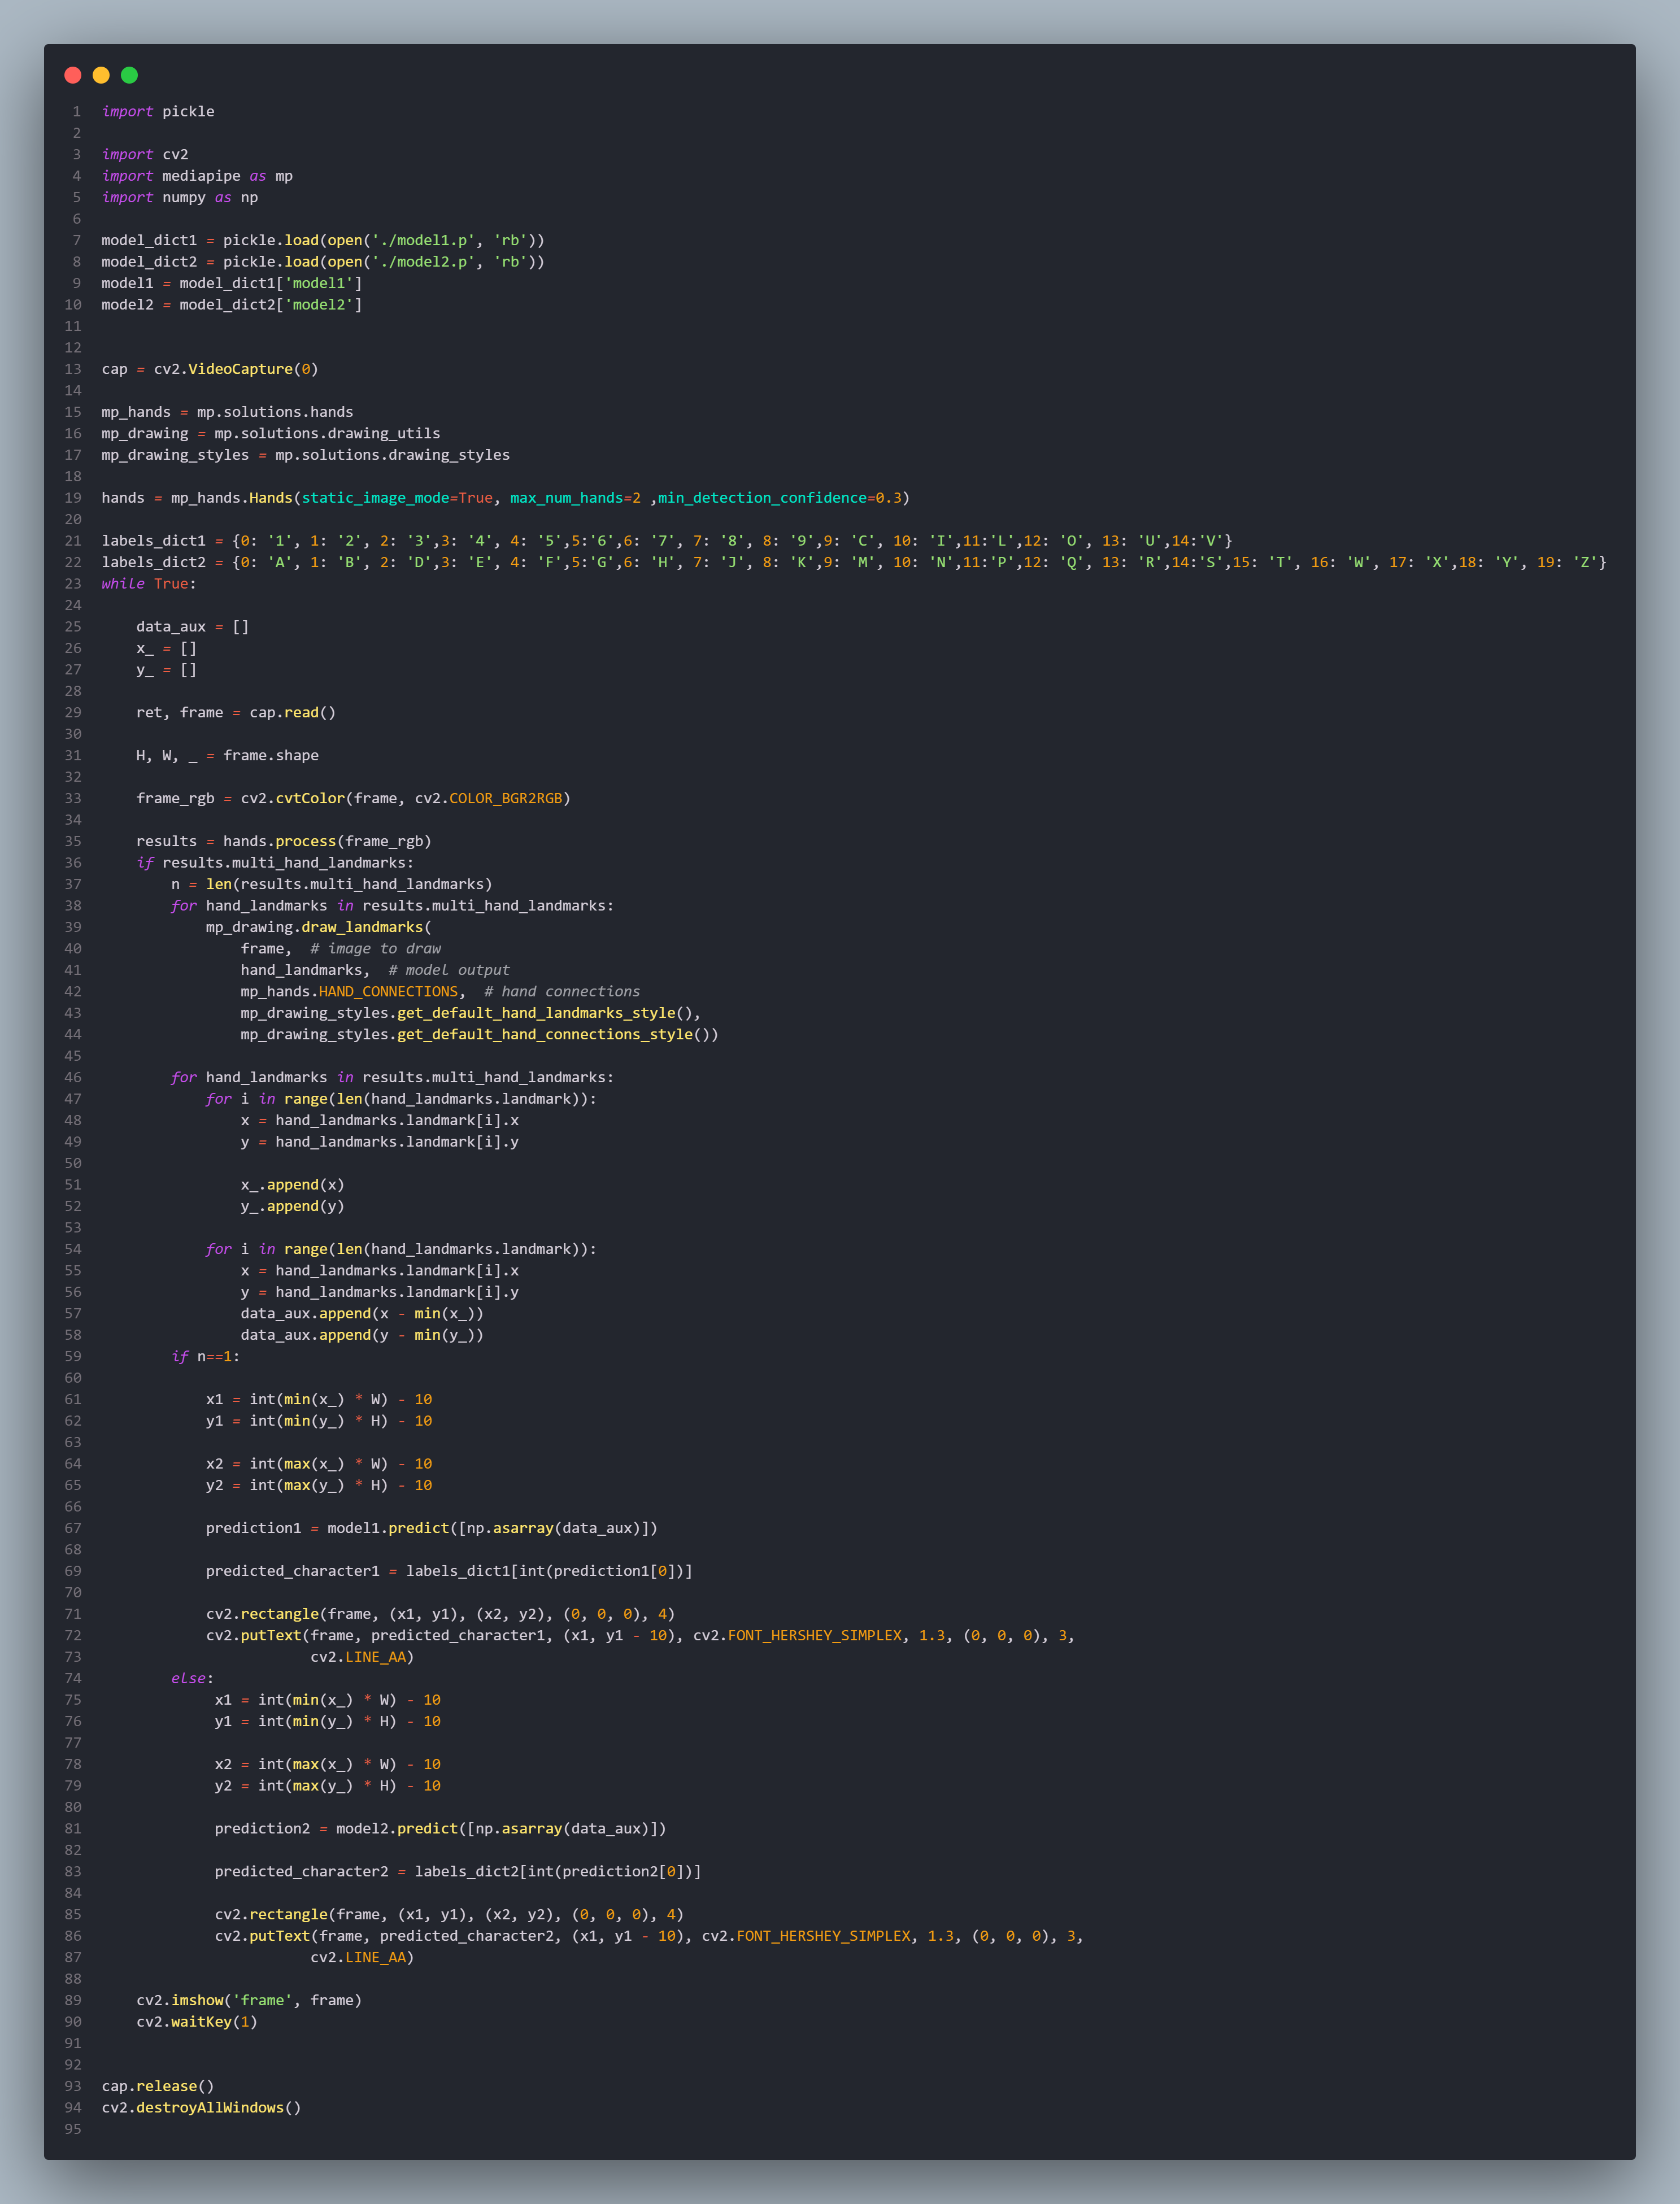 1 import pickle
2
3 import cv2
4 import mediapipe as mp
5 import numpy as np
6
7 model_dict1 = pickle.load(open('./model1.p', 'rb'))
8 model_dict2 = pickle.load(open('./model2.p', 'rb'))
9 model1 = model_dict1['model1']
10 model2 = model_dict2['model2']
11
12
13 cap = cv2.VideoCapture(0)
14
15 mp_hands = mp.solutions.hands
16 mp_drawing = mp.solutions.drawing_utils
17 mp_drawing_styles = mp.solutions.drawing_styles
18
19 hands = mp_hands.Hands(static_image_mode=True, max_num_hands=2 ,min_detection_confidence=0.3)
20
21 labels_dict1 = {0: '1', 1: '2', 2: '3',3: '4', 4: '5',5:'6',6: '7', 7: '8', 8: '9',9: 'C', 10: 'I',11:'L',12: 'O', 13: 'U',14:'V'}
22 labels_dict2 = {0: 'A', 1: 'B', 2: 'D',3: 'E', 4: 'F',5:'G',6: 'H', 7: 'J', 8: 'K',9: 'M', 10: 'N',11:'P',12: 'Q', 13: 'R',14:'S',15: 'T', 16: 'W', 17: 'X',18: 'Y', 19: 'Z'}
23 while True:
24
25     data_aux = []
26     x_ = []
27     y_ = []
28
29     ret, frame = cap.read()
30
31     H, W, _ = frame.shape
32
33     frame_rgb = cv2.cvtColor(frame, cv2.COLOR_BGR2RGB)
34
35     results = hands.process(frame_rgb)
36     if results.multi_hand_landmarks:
37         n = len(results.multi_hand_landmarks)
38         for hand_landmarks in results.multi_hand_landmarks:
39             mp_drawing.draw_landmarks(
40                 frame,  # image to draw
41                 hand_landmarks,  # model output
42                 mp_hands.HAND_CONNECTIONS,  # hand connections
43                 mp_drawing_styles.get_default_hand_landmarks_style(),
44                 mp_drawing_styles.get_default_hand_connections_style())
45
46         for hand_landmarks in results.multi_hand_landmarks:
47             for i in range(len(hand_landmarks.landmark)):
48                 x = hand_landmarks.landmark[i].x
49                 y = hand_landmarks.landmark[i].y
50
51                 x_.append(x)
52                 y_.append(y)
53
54             for i in range(len(hand_landmarks.landmark)):
55                 x = hand_landmarks.landmark[i].x
56                 y = hand_landmarks.landmark[i].y
57                 data_aux.append(x - min(x_))
58                 data_aux.append(y - min(y_))
59         if n==1:
60
61             x1 = int(min(x_) * W) - 10
62             y1 = int(min(y_) * H) - 10
63
64             x2 = int(max(x_) * W) - 10
65             y2 = int(max(y_) * H) - 10
66
67             prediction1 = model1.predict([np.asarray(data_aux)])
68
69             predicted_character1 = labels_dict1[int(prediction1[0])]
70
71             cv2.rectangle(frame, (x1, y1), (x2, y2), (0, 0, 0), 4)
72             cv2.putText(frame, predicted_character1, (x1, y1 - 10), cv2.FONT_HERSHEY_SIMPLEX, 1.3, (0, 0, 0), 3,
73                         cv2.LINE_AA)
74         else:
75              x1 = int(min(x_) * W) - 10
76              y1 = int(min(y_) * H) - 10
77
78              x2 = int(max(x_) * W) - 10
79              y2 = int(max(y_) * H) - 10
80
81              prediction2 = model2.predict([np.asarray(data_aux)])
82
83              predicted_character2 = labels_dict2[int(prediction2[0])]
84
85              cv2.rectangle(frame, (x1, y1), (x2, y2), (0, 0, 0), 4)
86              cv2.putText(frame, predicted_character2, (x1, y1 - 10), cv2.FONT_HERSHEY_SIMPLEX, 1.3, (0, 0, 0), 3,
87                         cv2.LINE_AA)
88
89     cv2.imshow('frame', frame)
90     cv2.waitKey(1)
91
92
93 cap.release()
94 cv2.destroyAllWindows()
95